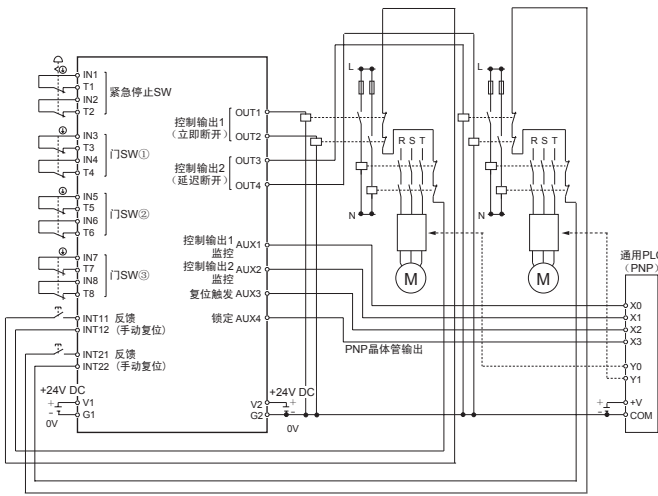 IN1
T1
IN2
T2
紧急停止SW
IN3
T3
IN4
T4
门SW①
IN5
T5
IN6
T6
门SW②
IN7
T7
IN8
T8
门SW③
INT11 反馈
INT12 (手动复位)
INT21 反馈
INT22 (手动复位)
+24V DC
+
-
V1
G1
0V
控制输出1
(立即断开)
OUT1
OUT2
控制输出2
(延迟断开)
OUT3
OUT4
控制输出1
监控
AUX1
控制输出2
监控
AUX2
复位触发 AUX3
锁定 AUX4
PNP晶体管输出
+24V DC
V2
G2
+
-
0V
L
R S T
N
M
L
R S T
N
M
通用PLC
(PNP)
X0
X1
X2
X3
Y0
Y1
+
-
+V
COM